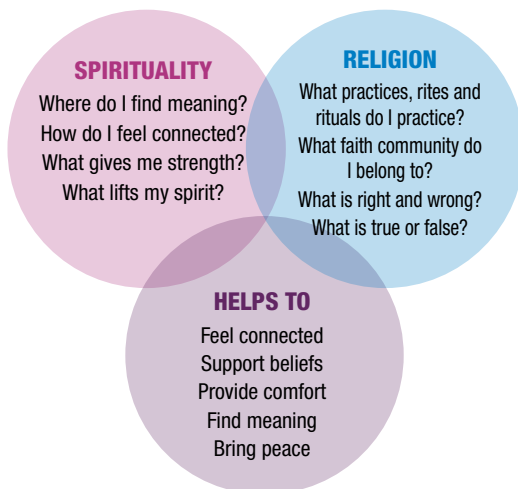 SPIRITUALITY
Where do I find meaning?
How do I feel connected?
What gives me strength?
What lifts my spirit?
RELIGION
What practices, rites and
rituals do I practice?
What faith community do
I belong to?
What is right and wrong?
What is true or false?
HELPS TO
Feel connected
Support beliefs
Provide comfort
Find meaning
Bring peace